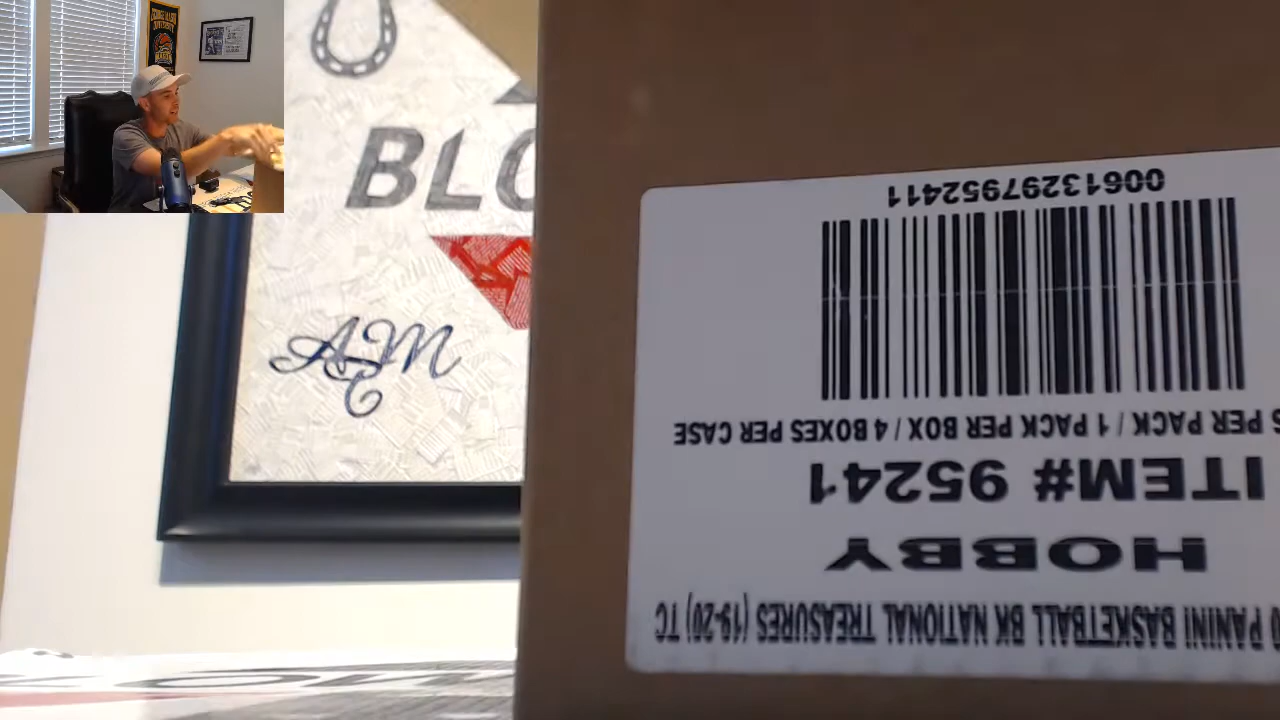 BLO
AM
00613297952411
PER PACK / 1 PACK PER BOX / 4 BOXES PER CASE
ITEM# 95241
HOBBY
PANINI BASKETBALL BK NATIONAL TREASURES (19-20) TC